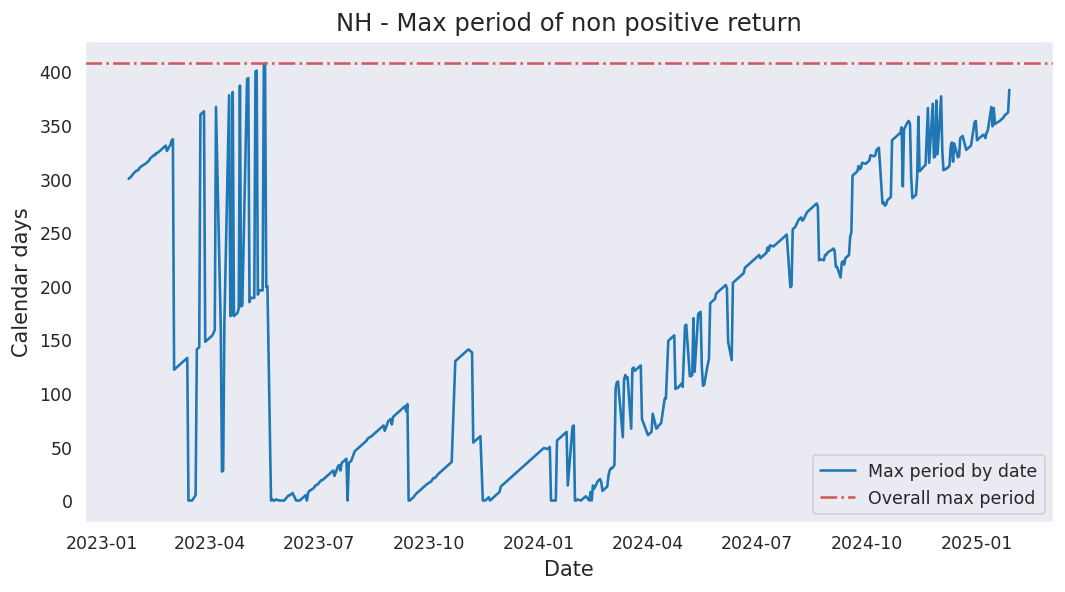 NH - Max period of non positive return
Calendar days
400
350
300
250
200
150
100
50
0
Max period by date
Overall max period
2023-01 2023-04 2023-07 2023-10 2024-01 2024-04 2024-07 2024-10 2025-01
Date